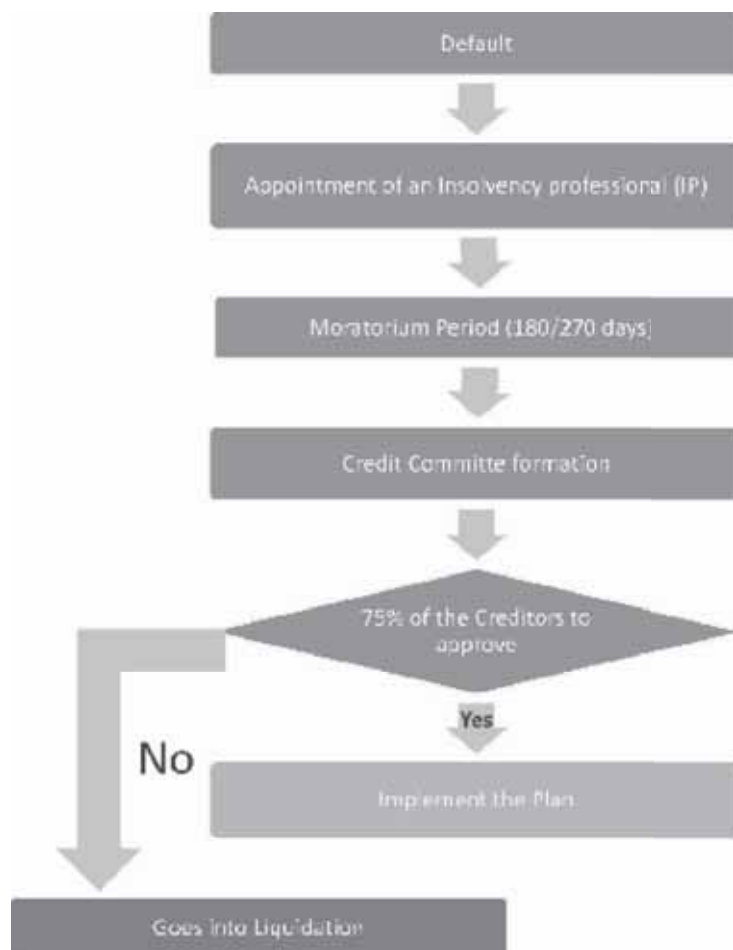 Default
Appointment of an Insolvency professional (IP)
Moratorium Period (180/270 days)
Credit Committe formation
75% of the Creditors to
approve
Yes
No
Implement the Plan
Goes into Liquidation